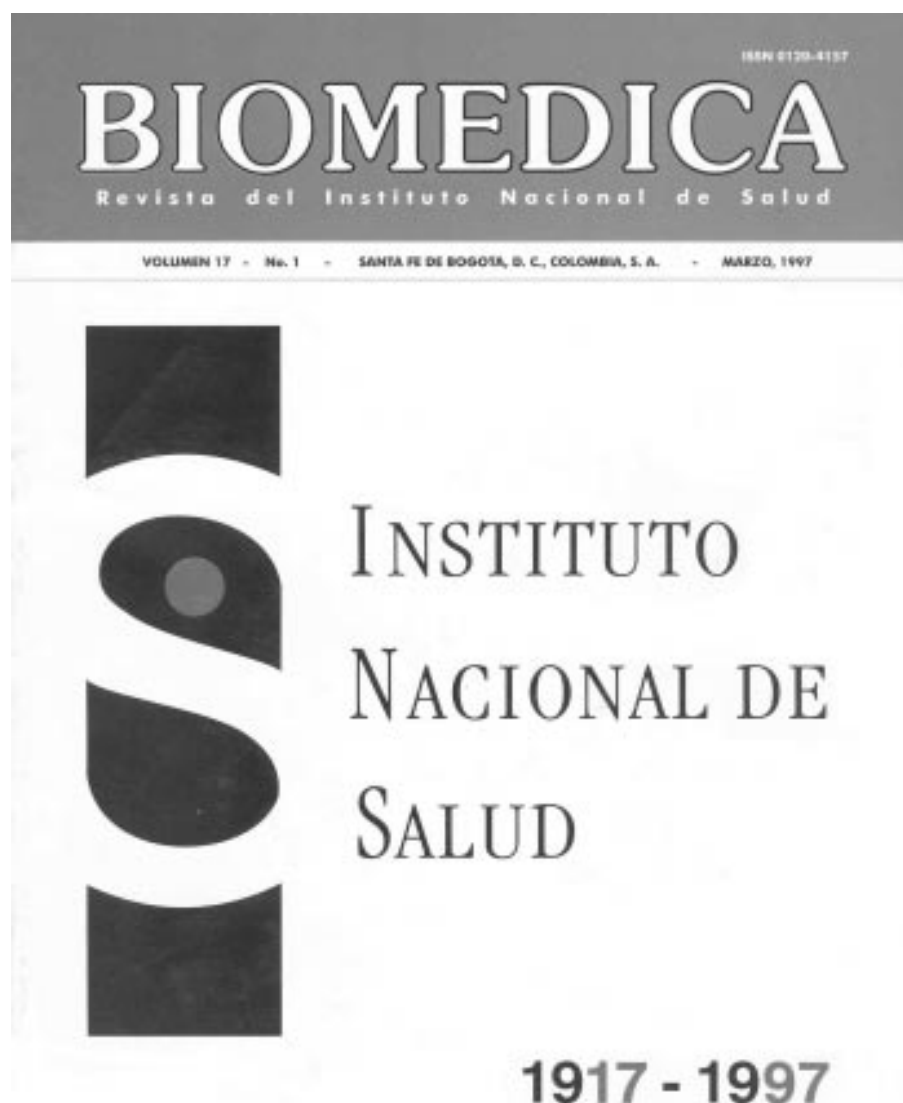 ISSN 0120-4157
BIOMEDICA
Revista del Instituto Nacional de Salud
VOLUMEN 17 - No. 1 - SANTA FE DE BOGOTA, D. C., COLOMBIA, S. A. - MARZO, 1997
INSTITUTO
NACIONAL DE
SALUD
1917 - 1997